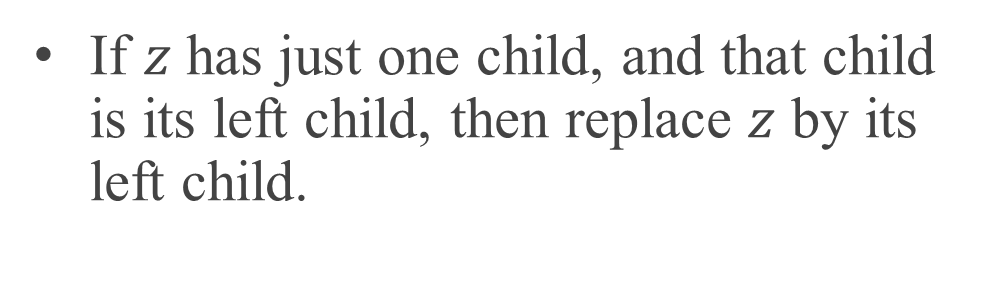 • If z has just one child, and that child
is its left child, then replace z by its
left child.